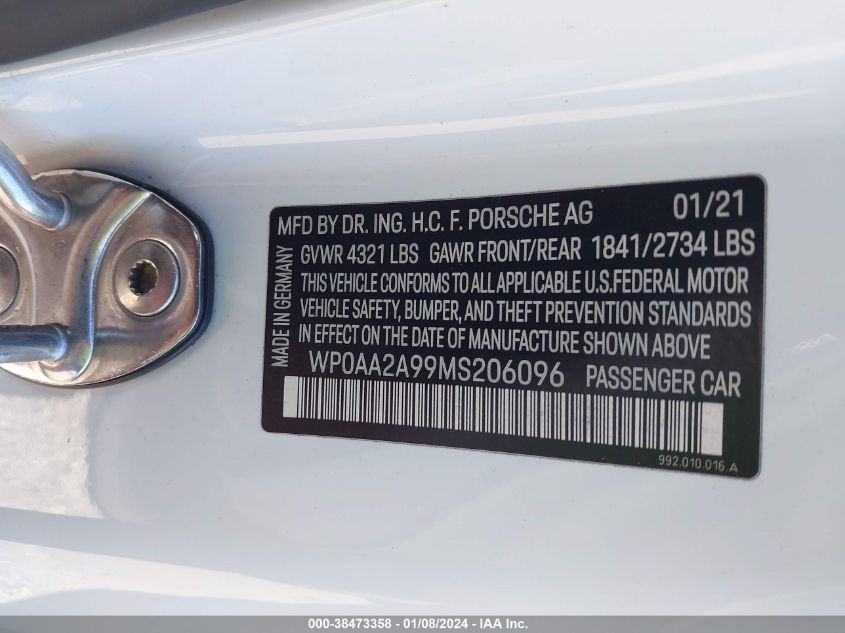 MFD BY DR. ING. H.C. F. PORSCHE AG 01/21
GVWR 4321 LBS GAWR FRONT/REAR 1841/2734 LBS
THIS VEHICLE CONFORMS TO ALL APPLICABLE U.S.FEDERAL MOTOR
VEHICLE SAFETY, BUMPER, AND THEFT PREVENTION STANDARDS
IN EFFECT ON THE DATE OF MANUFACTURE SHOWN ABOVE
WP0AA2A99MS206096 PASSENGER CAR
MADE IN GERMANY
992.010.016.A
000-38473358 - 01/08/2024 - IAA Inc.